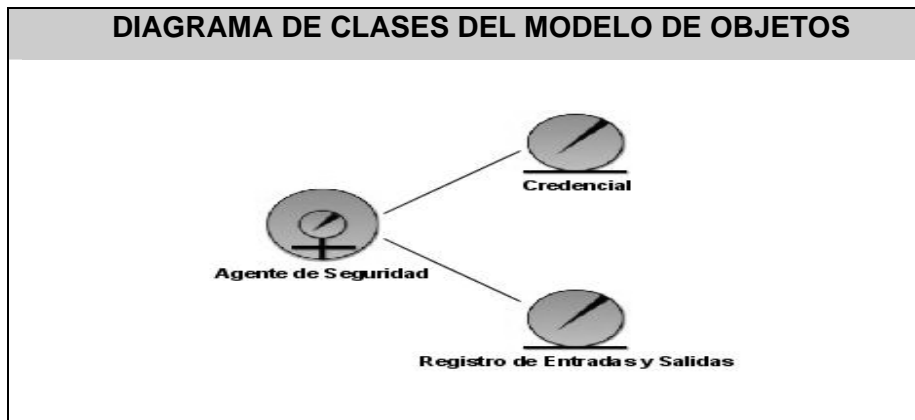 DIAGRAMA DE CLASES DEL MODELO DE OBJETOS
Credencial
Agente de Seguridad
Registro de Entradas y Salidas